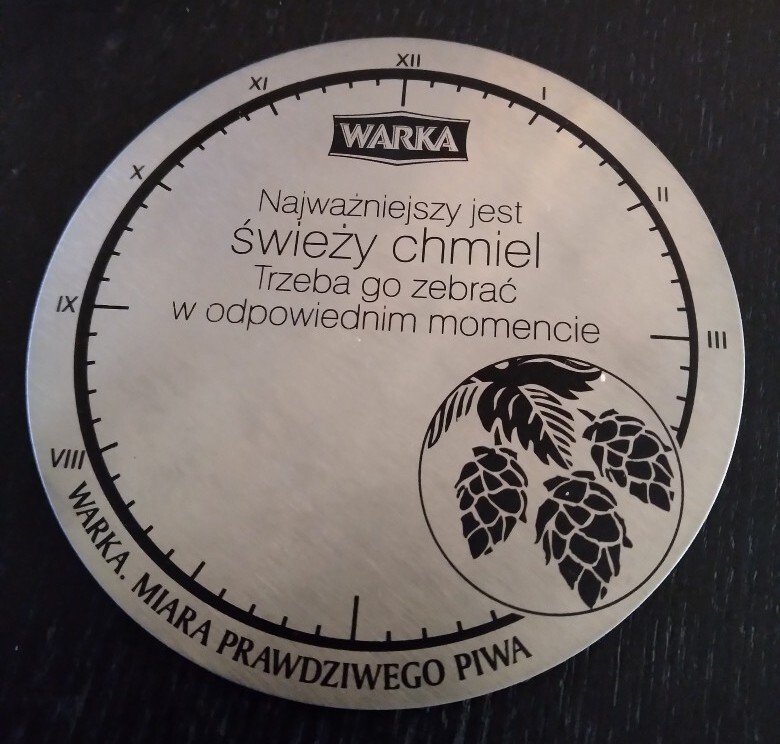 XII
I
II
III
VIII
IX
X
XI
WARKA
Najważniejszy jest
świeży chmiel
Trzeba go zebrać
w odpowiednim momencie
WARKA. MIARA PRAWDZIWEGO PIWA